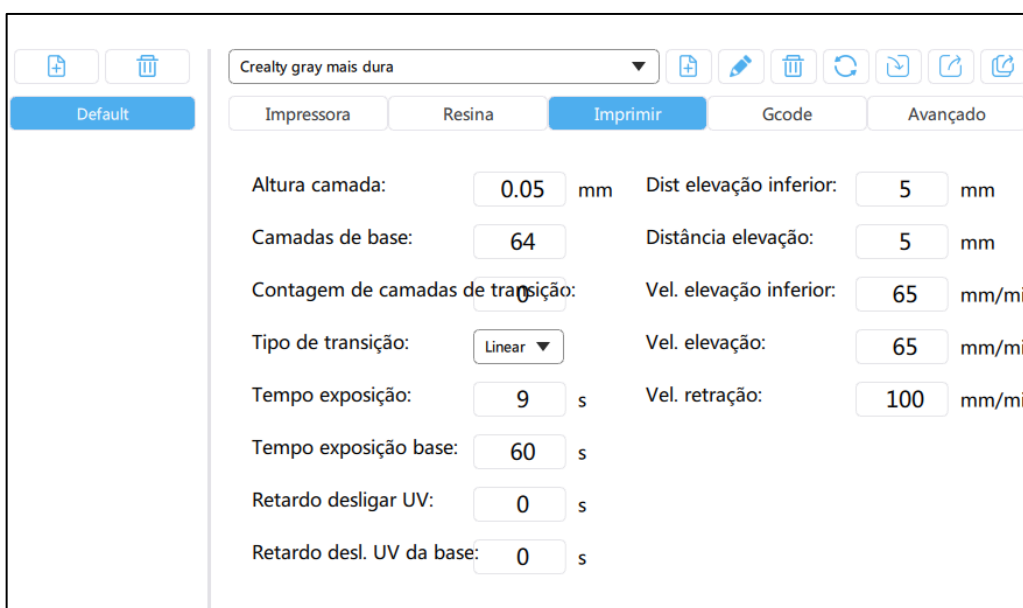 Crealty gray mais dura
Default
Impressora Resina Imprimir Gcode Avançado
Altura camada: 0.05 mm Dist elevação inferior: 5 mm
Camadas de base: 64 Distância elevação: 5 mm
Contagem de camadas de transição: 0 Vel. elevação inferior: 65 mm/mi
Tipo de transição: Linear Vel. elevação: 65 mm/mi
Tempo exposição: 9 s Vel. retração: 100 mm/mi
Tempo exposição base: 60 s
Retardo desligar UV: 0 s
Retardo desl. UV da base: 0 s